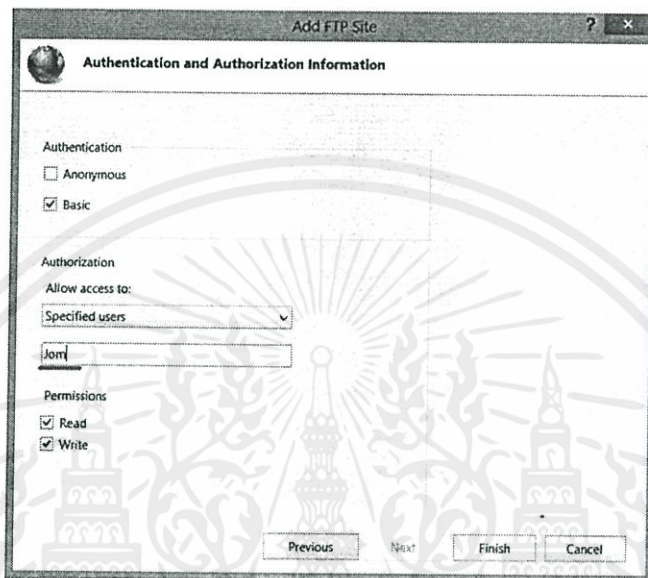 Add FTP Site
? ×
Authentication and Authorization Information
Authentication
Anonymous
Basic
Authorization
Allow access to:
Specified users
Jom
Permissions
Read
Write
Previous Next Finish Cancel